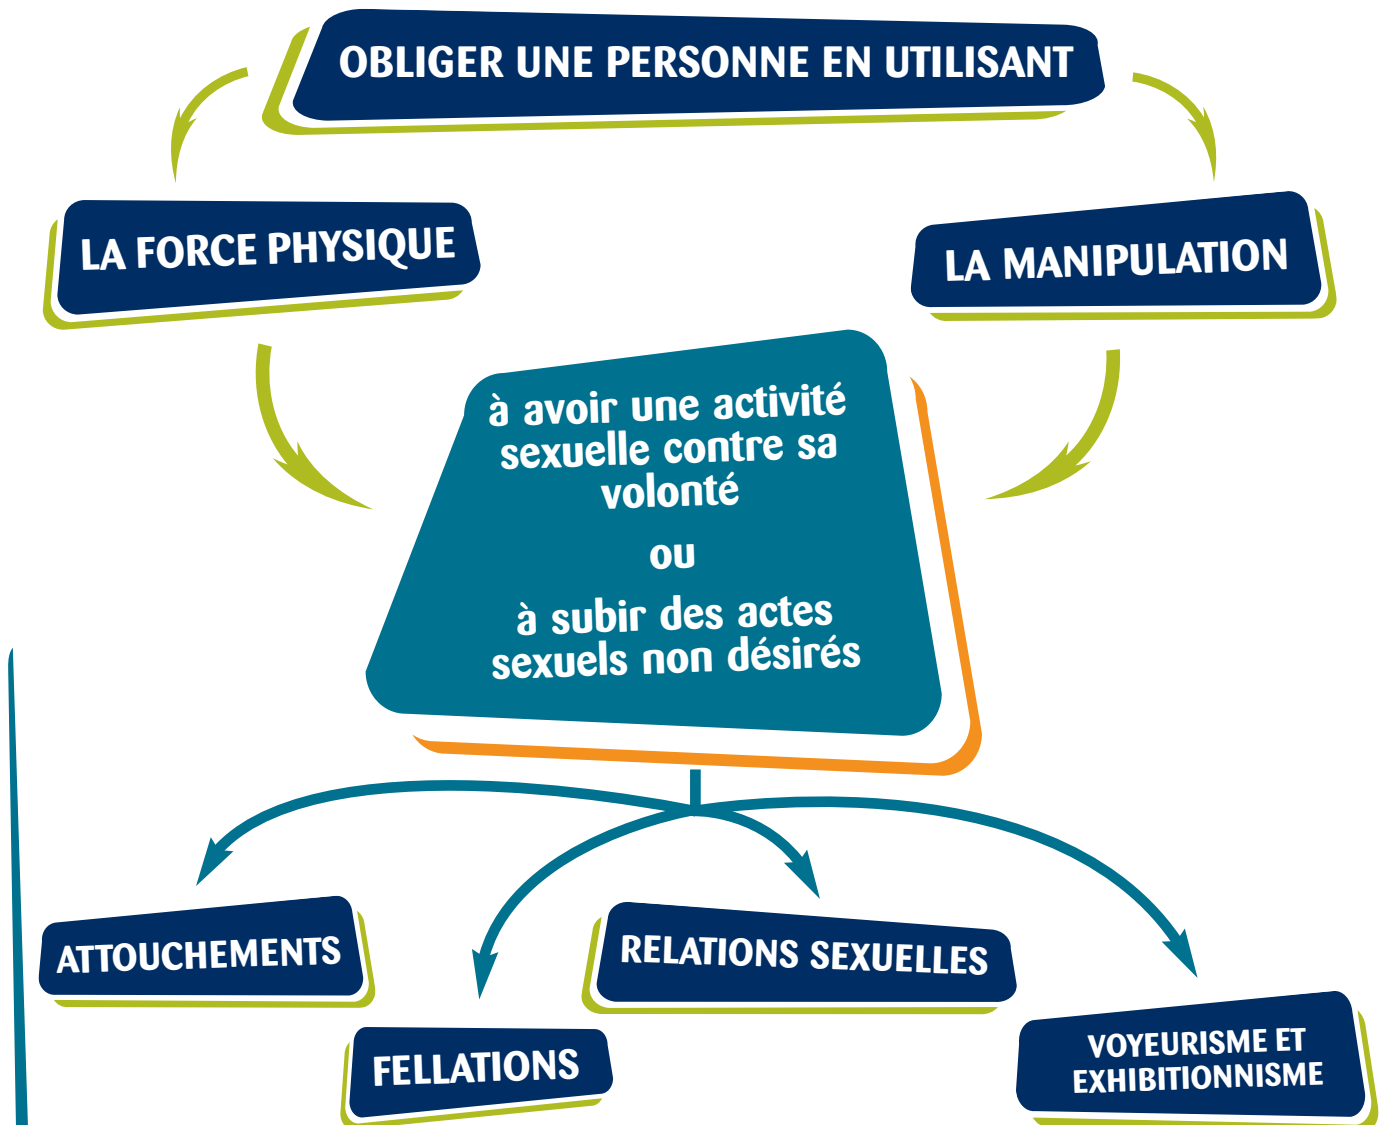 OBLIGER UNE PERSONNE EN UTILISANT
LA FORCE PHYSIQUE
LA MANIPULATION
à avoir une activité
sexuelle contre sa
volonté
ou
à subir des actes
sexuels non désirés
ATTOUCHEMENTS
FELLATIONS
RELATIONS SEXUELLES
VOYEURISME ET
EXHIBITIONNISME